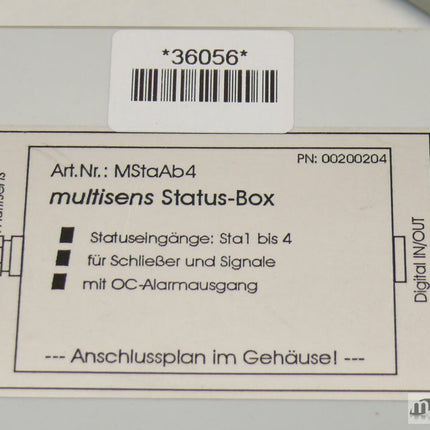 *36056*
PN: 00200204
Art.Nr.: MStaAb4
multisens Status-Box
Statuseingänge: Sta1 bis 4
für Schließer und Signale
mit OC-Alarmausgang
--- Anschlussplan im Gehäuse! ---
Digital IN/OUT